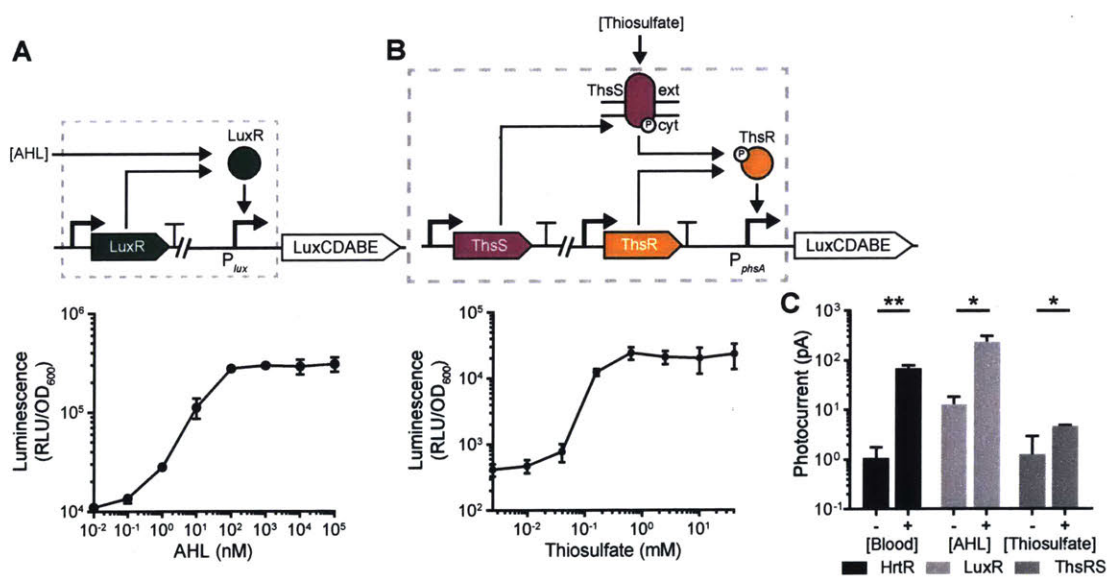 A
[AHL]
LuxR
LuxR
P lux
LuxCDABE
B
[Thiosulfate]
ThsS
ext
P
cyt
ThsR
P
ThsS
ThsR
P phsA
LuxCDABE
Luminescence
(RLU/OD600)
10^6
10^5
10^4
10^-2 10^-1 10^0 10^1 10^2 10^3 10^4 10^5
AHL (nM)
Luminescence
(RLU/OD600)
10^5
10^4
10^3
10^2
10^-2 10^-1 10^0 10^1
Thiosulfate (mM)
C
Photocurrent (pA)
10^3
10^2
10^1
10^0
10^-1
** * *
- + - + - +
[Blood] [AHL] [Thiosulfate]
HrtR LuxR ThsRS